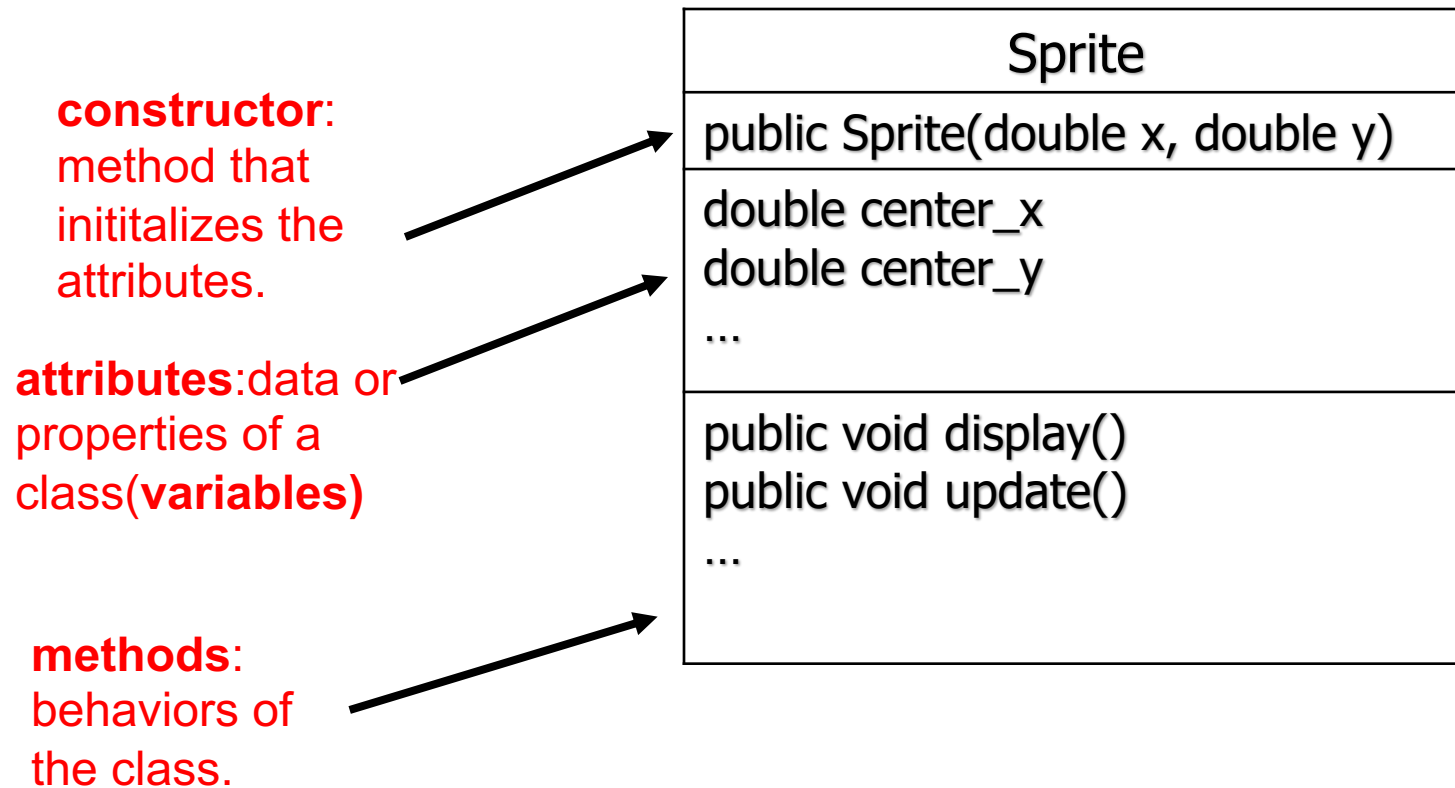 constructor:
method that
inititalizes the
attributes.
attributes:data or
properties of a
class(variables)
methods:
behaviors of
the class.
Sprite
public Sprite(double x, double y)
double center_x
double center_y
…
public void display()
public void update()
…